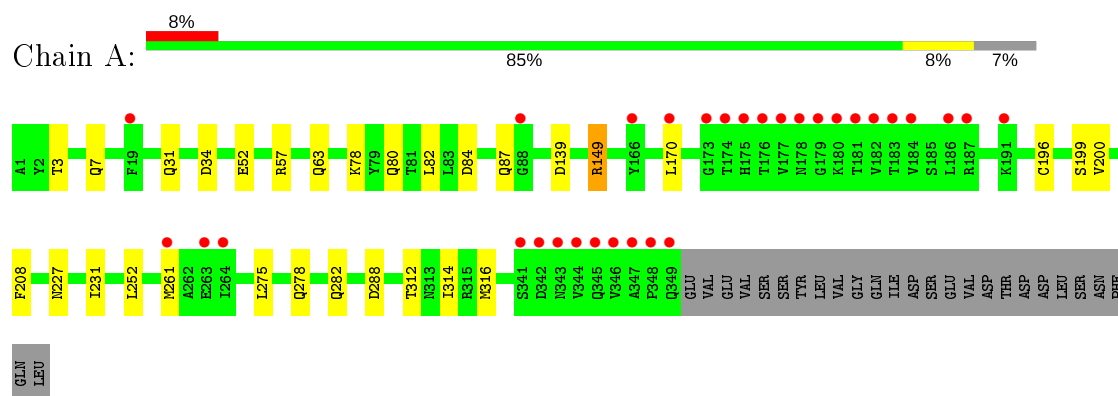 8%
Chain A:
85% 8% 7%
A1 Y2 T3 Q7 F19 Q31 D34 E52 R57 Q63 K78 Y79 Q80 T81 L82 L83 D84 Q87 G88 D139 R149 Y166 L170 G173 T174 H175 T176 V177 N178 G179 K180 T181 V182 T183 V184 S185 L186 R187 K191 C196 S199 V200
F208 N227 I231 L252 M261 A262 E263 I264 L275 Q278 Q282 D288 T312 N313 I314 R315 M316 S341 D342 N343 V344 Q345 V346 A347 P348 Q349 GLU VAL GLU VAL SER SER TYR LEU VAL GLY GLN ILE ASP SER GLU VAL ASP THR ASP ASP LEU SER ASN PHE
GLN LEU